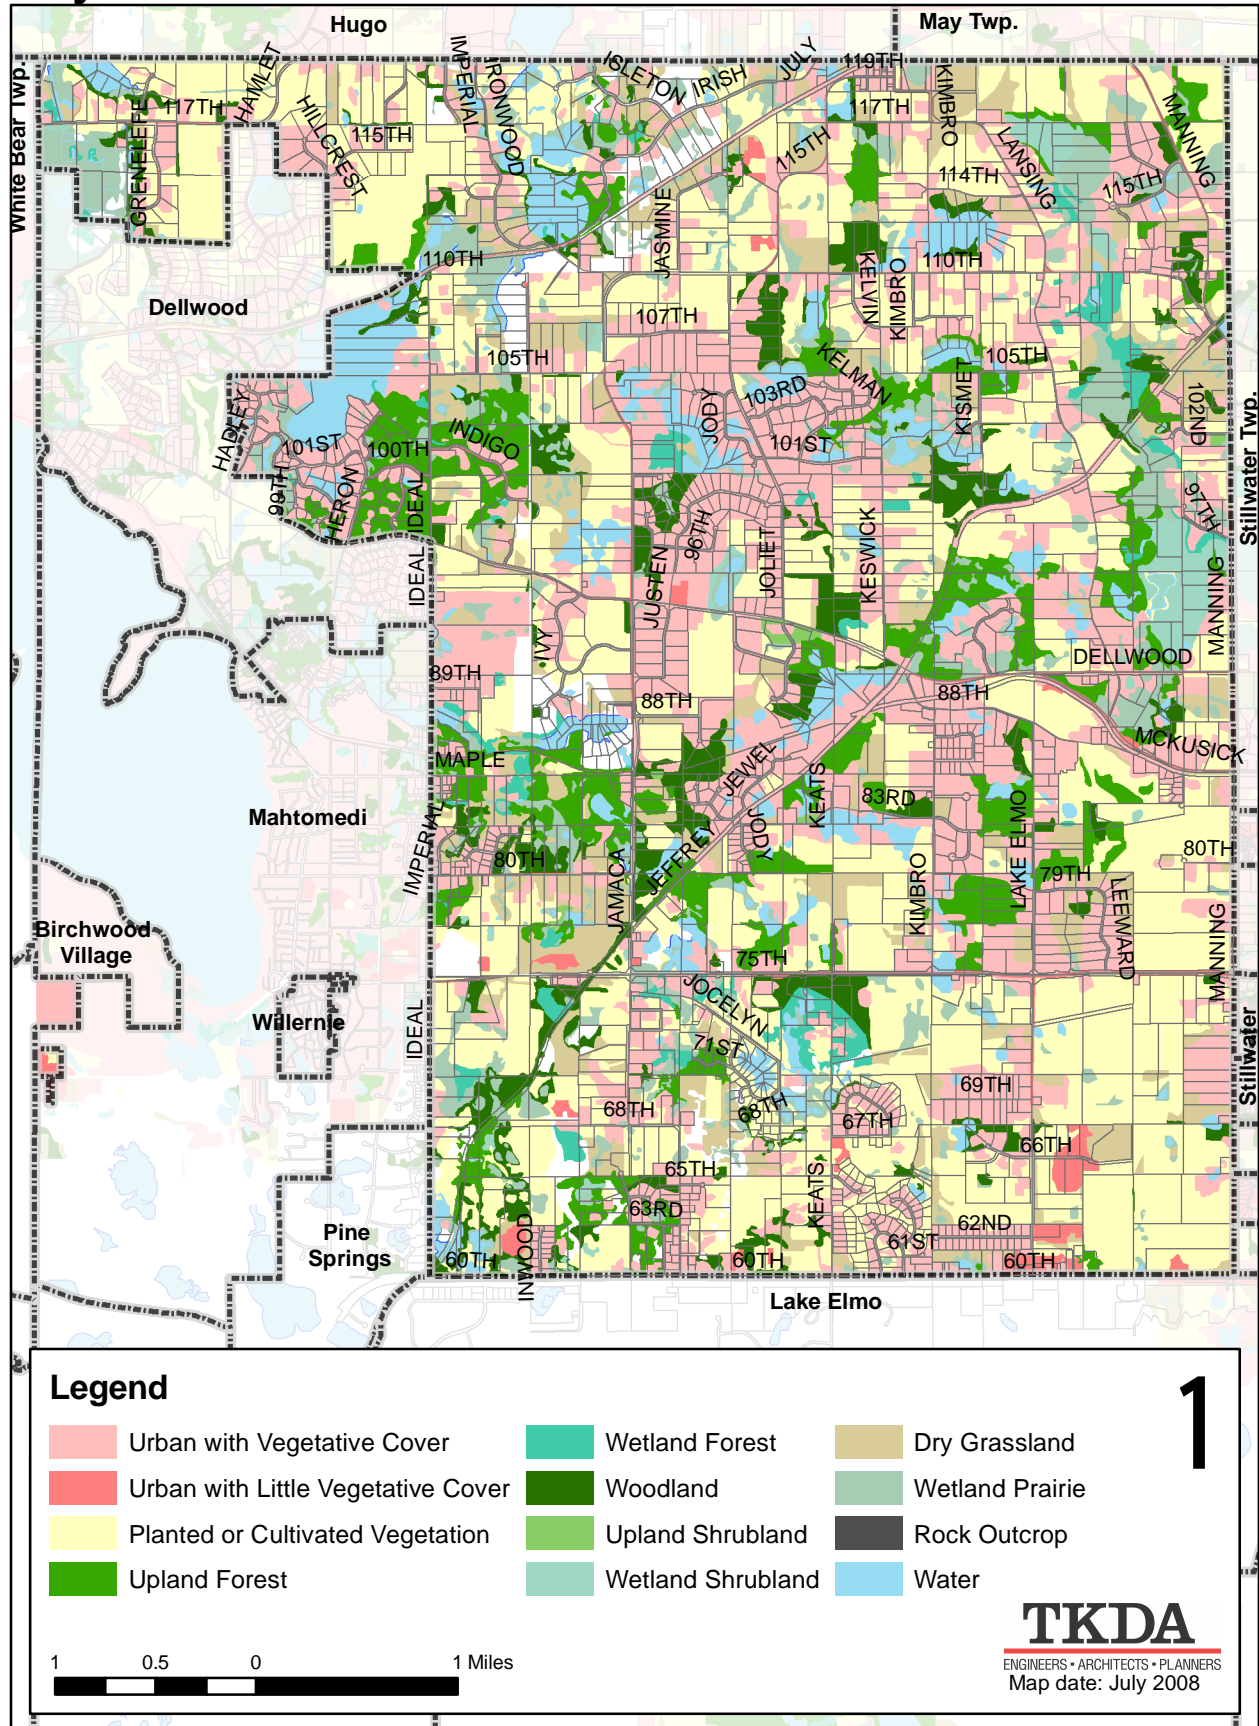 Hugo
May Twp.
White Bear Twp.
119TH
HAMLET
IMPERIAL
IRONWOOD
ISLETON
IRISH
JULY
117TH
KIMBRO
117TH
GRENELEFE
HILLCREST
115TH
115TH
LANSING
MANNING
114TH
115TH
JASMINE
110TH
110TH
KELVIN
KIMBRO
Dellwood
107TH
105TH
105TH
KELMAN
103RD
JODY
KISMET
102ND
HADLEY
101ST
100TH
INDIGO
101ST
Stillwater Twp.
99TH
HERON
IDEAL
96TH
97TH
IDEAL
JUSTEN
JOLIET
KESWICK
MANNING
IVY
DELLWOOD
89TH
88TH
88TH
MCKUSICK
MAPLE
JEWEL
KEATS
83RD
Mahtomedi
IMPERIAL
80TH
JODY
JEFFREY
LAKE ELMO
80TH
79TH
JAMACA
KIMBRO
LEEWARD
Birchwood
Village
75TH
MANNING
JOCELYN
Willernie
IDEAL
71ST
Stillwater
69TH
68TH
68TH
67TH
66TH
65TH
63RD
KEATS
62ND
Pine
Springs
INWOOD
61ST
60TH
60TH
60TH
Lake Elmo
Legend
1
Urban with Vegetative Cover
Urban with Little Vegetative Cover
Planted or Cultivated Vegetation
Upland Forest
Wetland Forest
Woodland
Upland Shrubland
Wetland Shrubland
Dry Grassland
Wetland Prairie
Rock Outcrop
Water
1 0.5 0 1 Miles
TKDA
ENGINEERS • ARCHITECTS • PLANNERS
Map date: July 2008